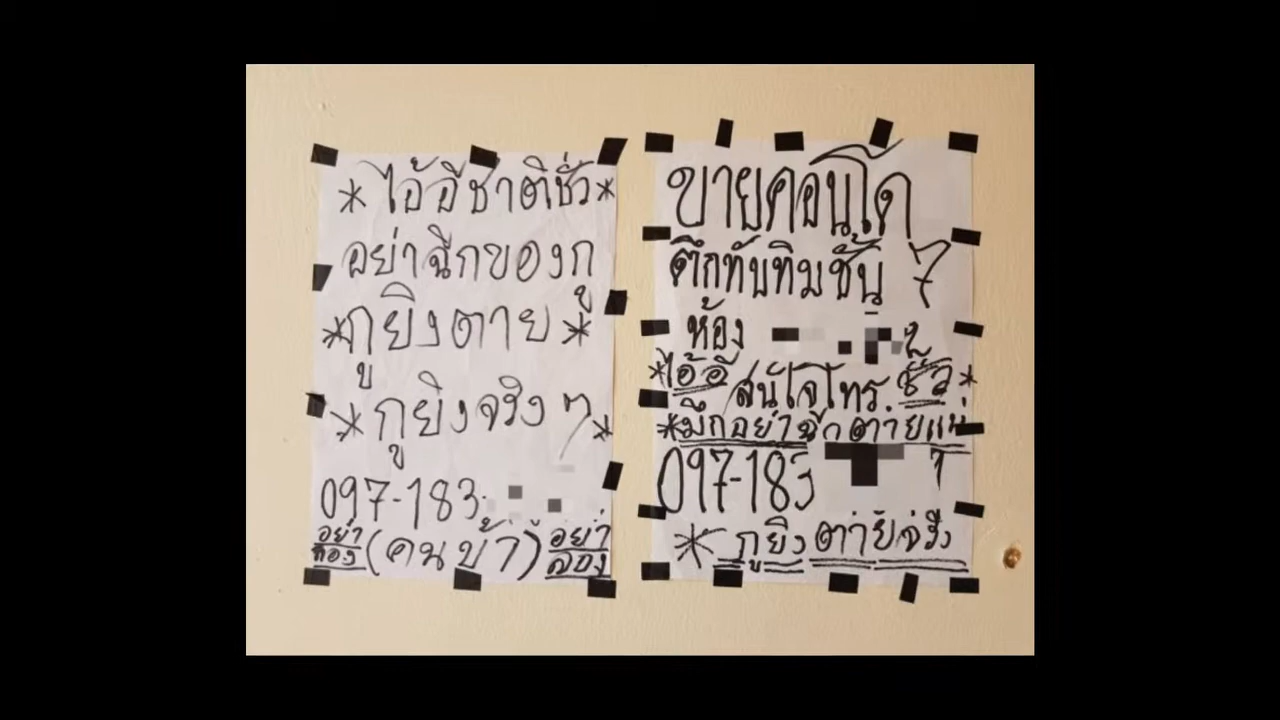 * ไอ้อีชาติชั่ว *
อย่าฉีกของกู
* กูยิงตาย *
* กูยิงจริงๆ *
097-183-
อย่าลอง (คนบ้า) อย่าลอง
ขายคอนโด
ตึกทับทิมชั้น 7
ห้อง
* ไอ้อี สนใจโทร. ชั่ว *
* มึกอย่าฉีกตายแน่
097-183
* กูยิงตายจริง